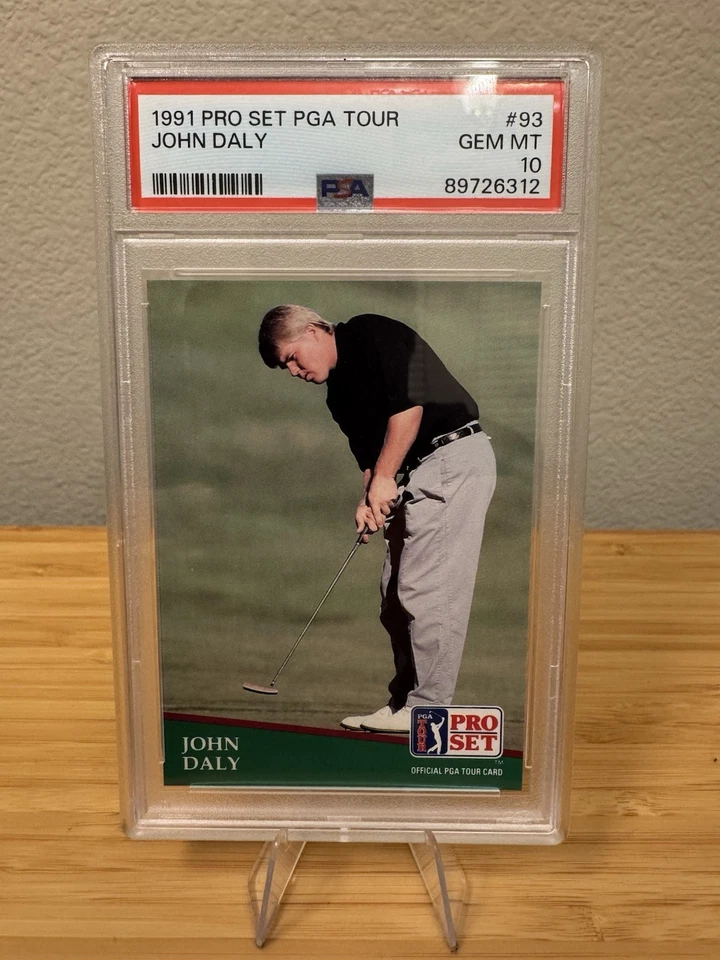 1991 PRO SET PGA TOUR #93
JOHN DALY GEM MT
10
PSA 89726312
JOHN
DALY
PGA
TOUR
PRO
SET
TM
OFFICIAL PGA TOUR CARD